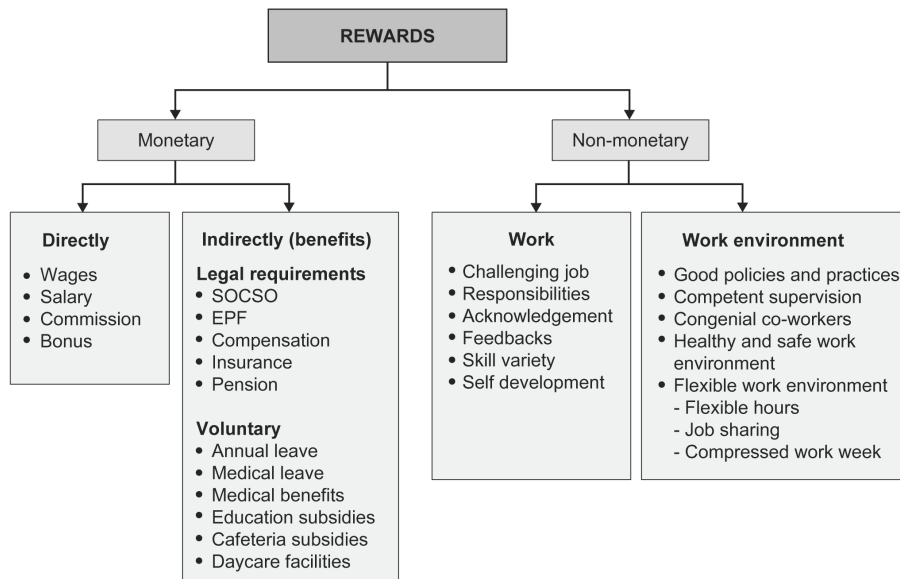 REWARDS
Monetary
Non-monetary
Directly
• Wages
• Salary
• Commission
• Bonus
Indirectly (benefits)
Legal requirements
• SOCSO
• EPF
• Compensation
• Insurance
• Pension
Voluntary
• Annual leave
• Medical leave
• Medical benefits
• Education subsidies
• Cafeteria subsidies
• Daycare facilities
Work
• Challenging job
• Responsibilities
• Acknowledgement
• Feedbacks
• Skill variety
• Self development
Work environment
• Good policies and practices
• Competent supervision
• Congenial co-workers
• Healthy and safe work
environment
• Flexible work environment
- Flexible hours
- Job sharing
- Compressed work week